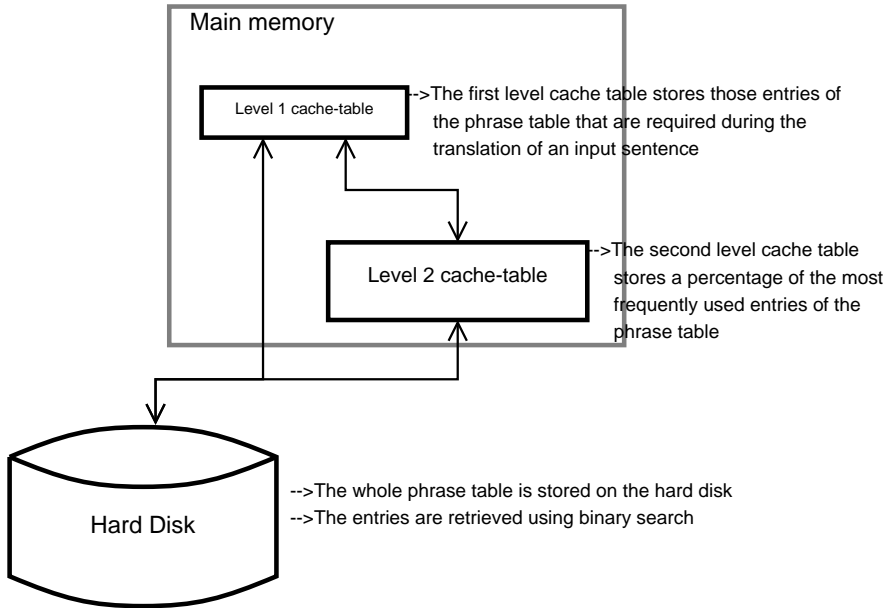 Main memory
Level 1 cache-table
-->The first level cache table stores those entries of
the phrase table that are required during the
translation of an input sentence
Level 2 cache-table
-->The second level cache table
stores a percentage of the most
frequently used entries of the
phrase table
Hard Disk
-->The whole phrase table is stored on the hard disk
-->The entries are retrieved using binary search